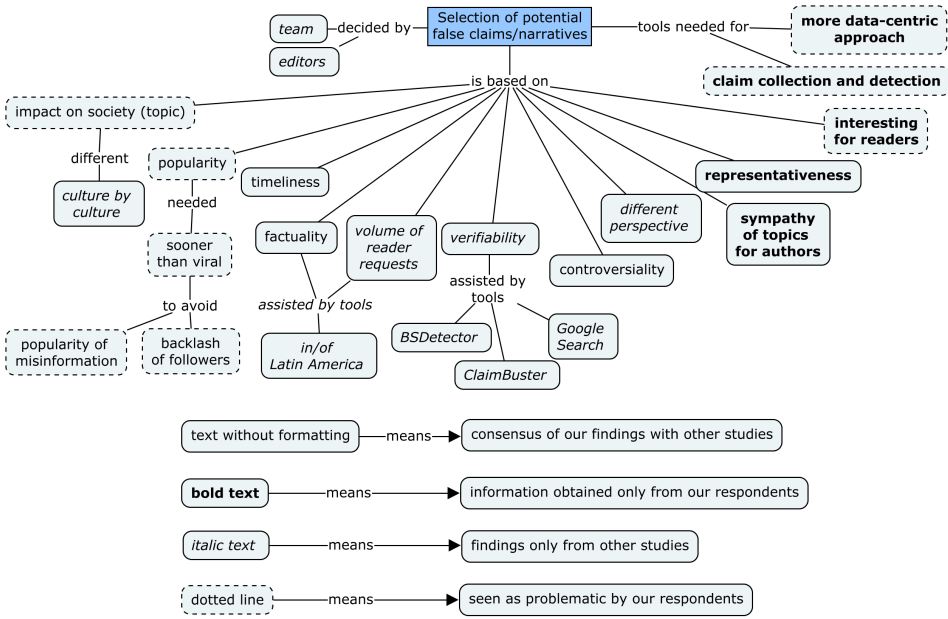 Selection of potential
false claims/narratives
team
decided by
editors
tools needed for
more data-centric
approach
claim collection and detection
is based on
impact on society (topic)
different
culture by
culture
popularity
needed
sooner
than viral
to avoid
popularity of
misinformation
backlash
of followers
timeliness
factuality
volume of
reader
requests
assisted by tools
in/of
Latin America
verifiability
assisted by
tools
BSDetector
ClaimBuster
Google
Search
controversiality
different
perspective
sympathy
of topics
for authors
representativeness
interesting
for readers
text without formatting
means
consensus of our findings with other studies
bold text
means
information obtained only from our respondents
italic text
means
findings only from other studies
dotted line
means
seen as problematic by our respondents